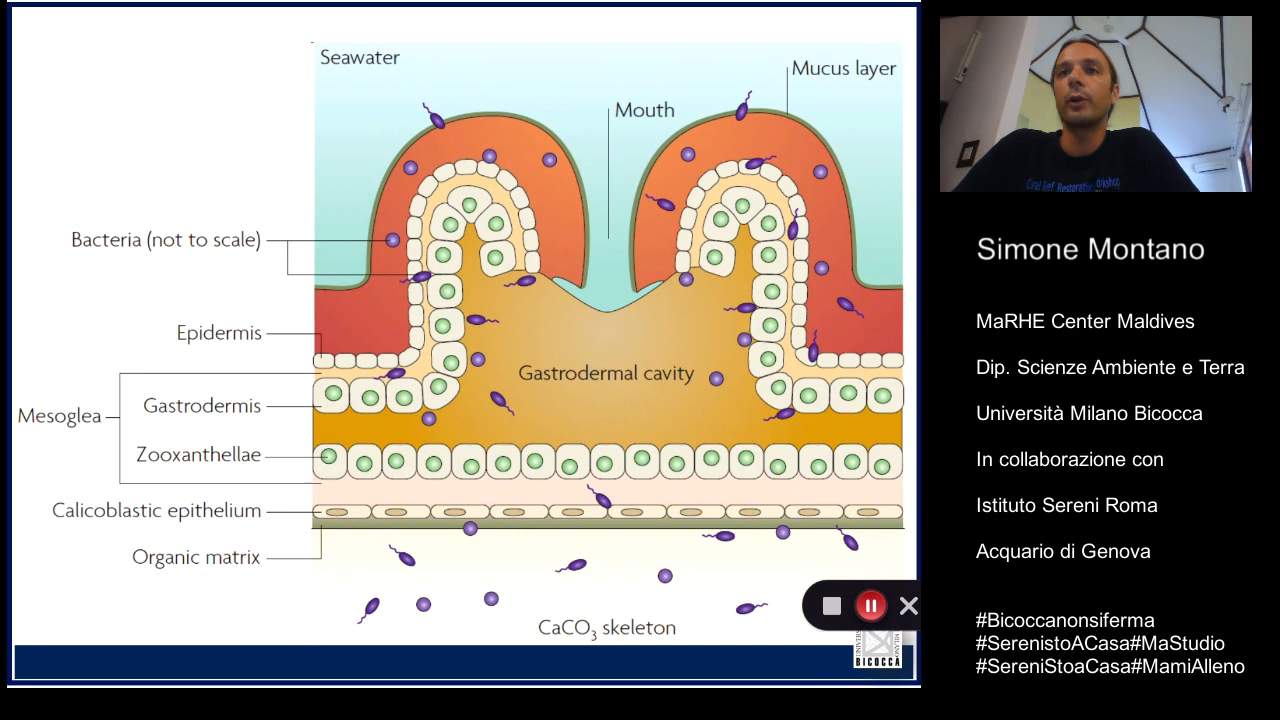 Seawater
Mucus layer
Mouth
Bacteria (not to scale)
Epidermis
Gastrodermal cavity
Mesoglea
Gastrodermis
Zooxanthellae
Calicoblastic epithelium
Organic matrix
CaCO₃ skeleton
BICOCCA
Simone Montano
MaRHE Center Maldives
Dip. Scienze Ambiente e Terra
Università Milano Bicocca
In collaborazione con
Istituto Sereni Roma
Acquario di Genova
#Bicoccanonsiferma
#SerenistoACasa#MaStudio
#SereniStoaCasa#MamiAlleno